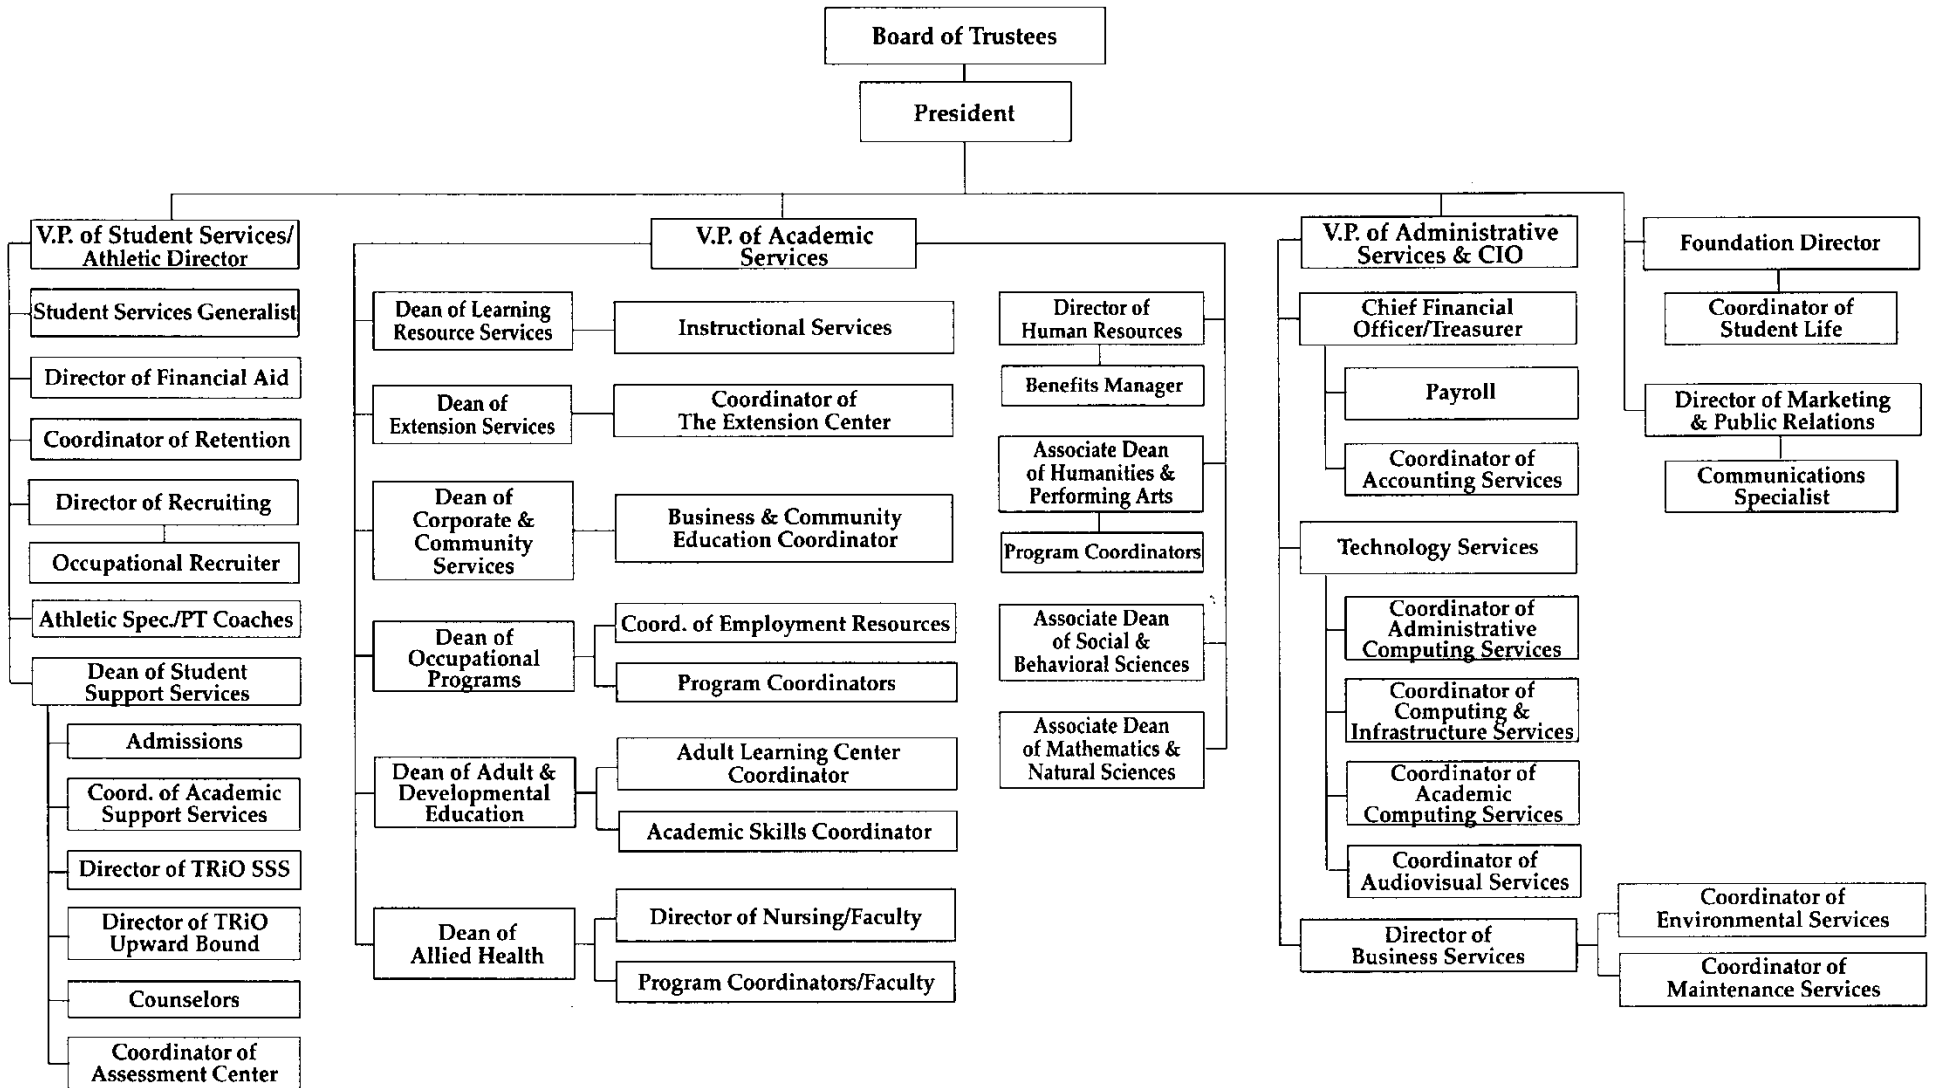 Board of Trustees
President
V.P. of Student Services/
Athletic Director
Student Services Generalist
Director of Financial Aid
Coordinator of Retention
Director of Recruiting
Occupational Recruiter
Athletic Spec./PT Coaches
Dean of Student
Support Services
Admissions
Coord. of Academic
Support Services
Director of TRiO SSS
Director of TRiO
Upward Bound
Counselors
Coordinator of
Assessment Center
V.P. of Academic
Services
Dean of Learning
Resource Services
Instructional Services
Dean of
Extension Services
Coordinator of
The Extension Center
Dean of
Corporate &
Community
Services
Business & Community
Education Coordinator
Dean of
Occupational
Programs
Coord. of Employment Resources
Program Coordinators
Dean of Adult &
Developmental
Education
Adult Learning Center
Coordinator
Academic Skills Coordinator
Dean of
Allied Health
Director of Nursing/Faculty
Program Coordinators/Faculty
Director of
Human Resources
Benefits Manager
Associate Dean
of Humanities &
Performing Arts
Program Coordinators
Associate Dean
of Social &
Behavioral Sciences
Associate Dean
of Mathematics &
Natural Sciences
V.P. of Administrative
Services & CIO
Chief Financial
Officer/Treasurer
Payroll
Coordinator of
Accounting Services
Technology Services
Coordinator of
Administrative
Computing Services
Coordinator of
Computing &
Infrastructure Services
Coordinator of
Academic
Computing Services
Coordinator of
Audiovisual Services
Director of
Business Services
Coordinator of
Environmental Services
Coordinator of
Maintenance Services
Foundation Director
Coordinator of
Student Life
Director of Marketing
& Public Relations
Communications
Specialist